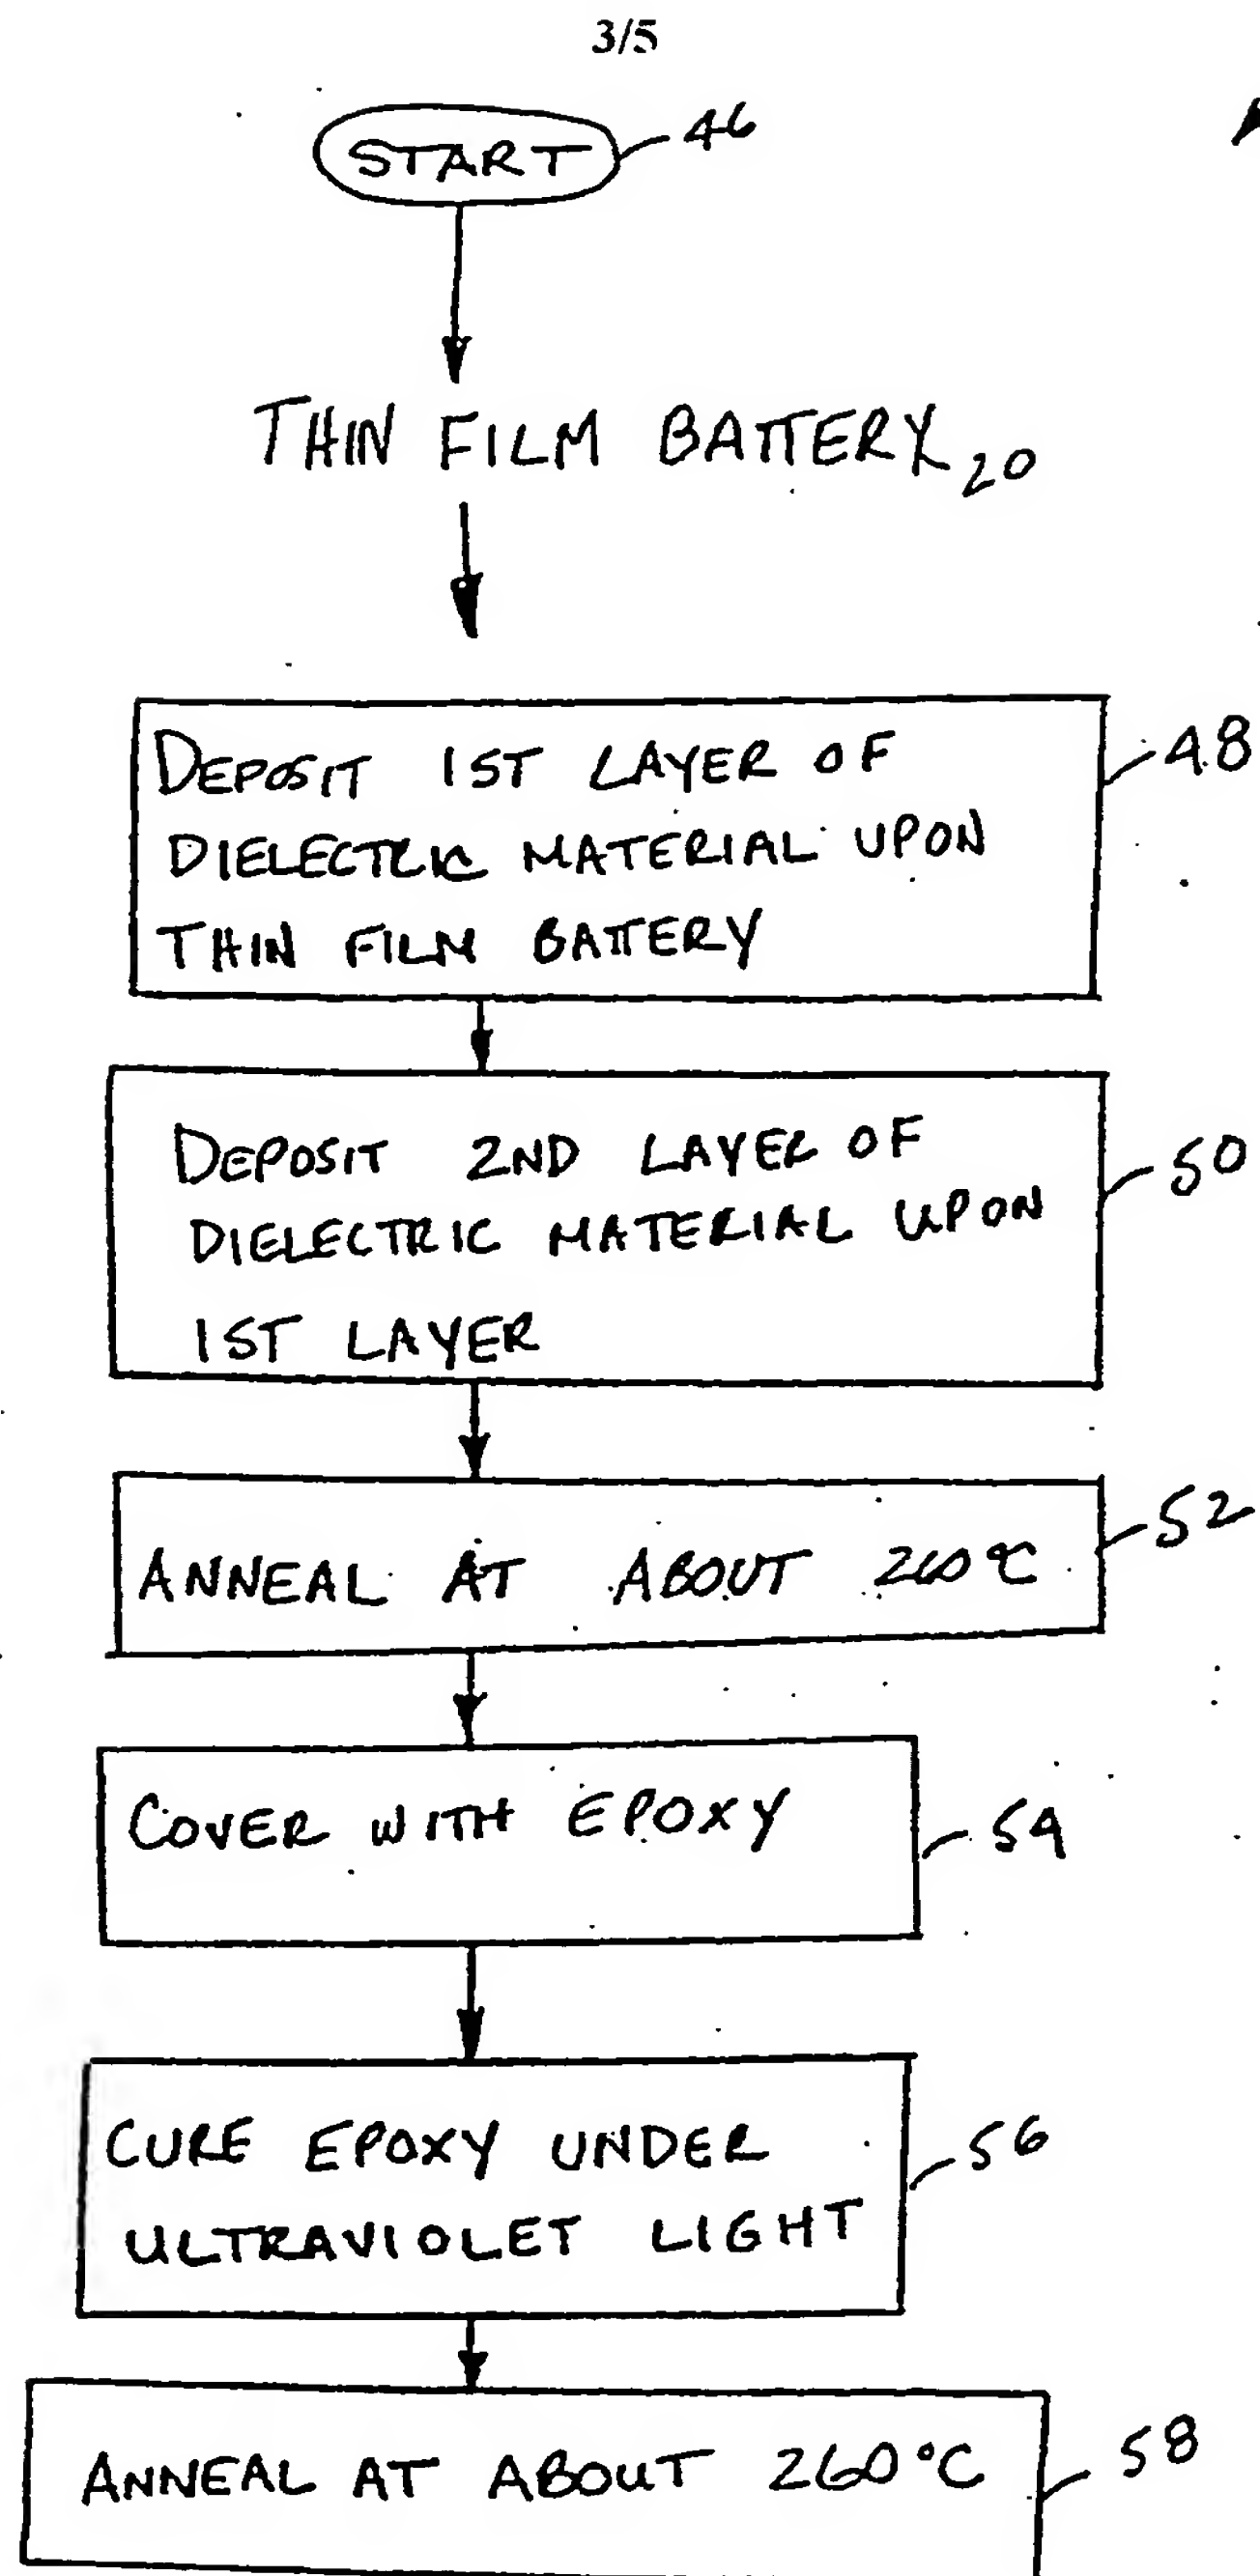 3/5
START 46
THIN FILM BATTERY 20
DEPOSIT 1ST LAYER OF 48
DIELECTRIC MATERIAL UPON
THIN FILM BATTERY
DEPOSIT 2ND LAYER OF 50
DIELECTRIC MATERIAL UPON
1ST LAYER
ANNEAL AT ABOUT 260°C 52
COVER WITH EPOXY 54
CURE EPOXY UNDER 56
ULTRAVIOLET LIGHT
ANNEAL AT ABOUT 260°C 58